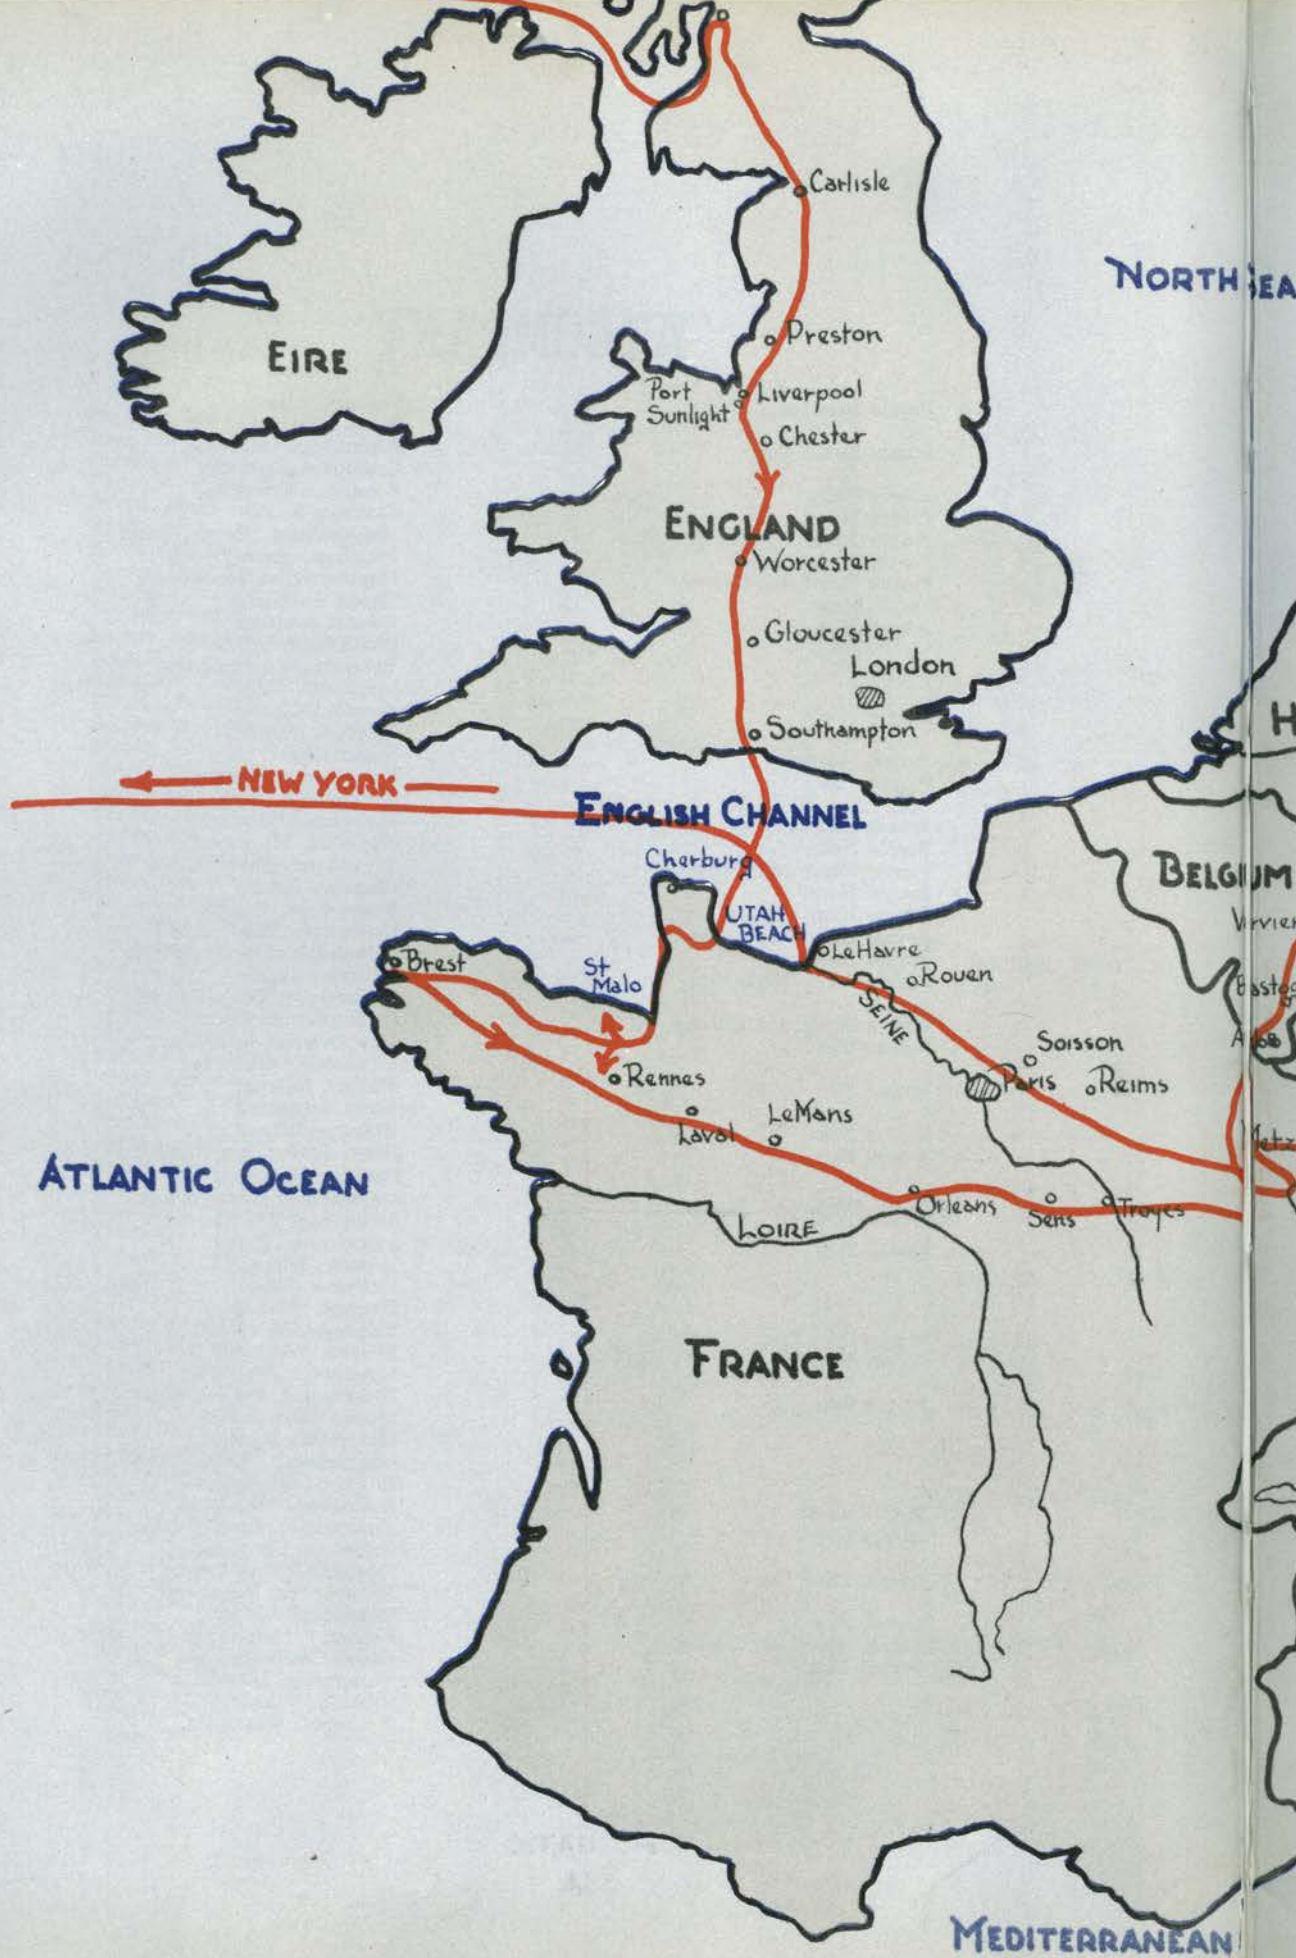 Carlisle
NORTH SEA
Preston
EIRE
Port
Sunlight
Liverpool
Chester
ENGLAND
Worcester
Gloucester
London
Southampton
NEW YORK
ENGLISH CHANNEL
H
Cherburg
BELGIUM
UTAH
BEACH
LeHavre
Brest
St
Malo
Rouen
SEINE
Soisson
Paris
Reims
Rennes
Laval
LeMans
Metz
ATLANTIC OCEAN
Orleans
Sens
Troyes
LOIRE
FRANCE
MEDITERRANEAN